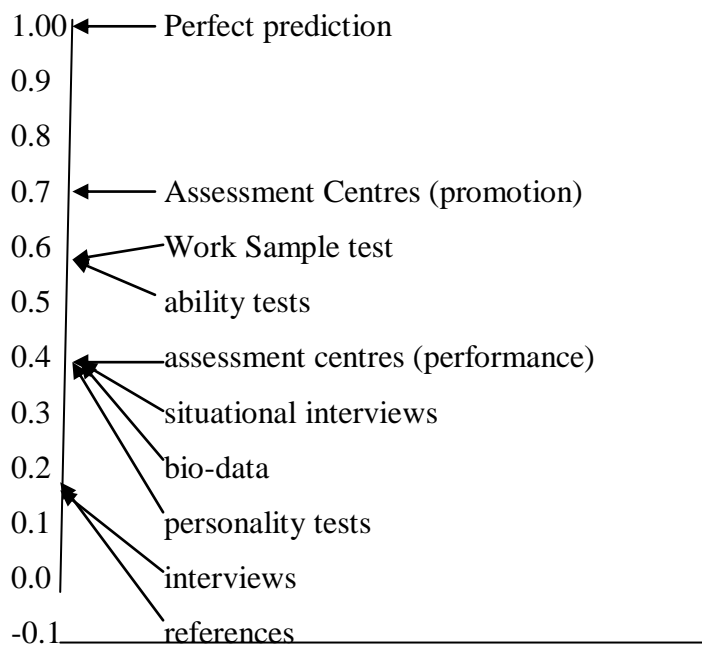 1.00 Perfect prediction
0.9
0.8
0.7 Assessment Centres (promotion)
0.6 Work Sample test
0.5 ability tests
0.4 assessment centres (performance)
0.3 situational interviews
0.2 bio-data
0.1 personality tests
0.0 interviews
-0.1 references